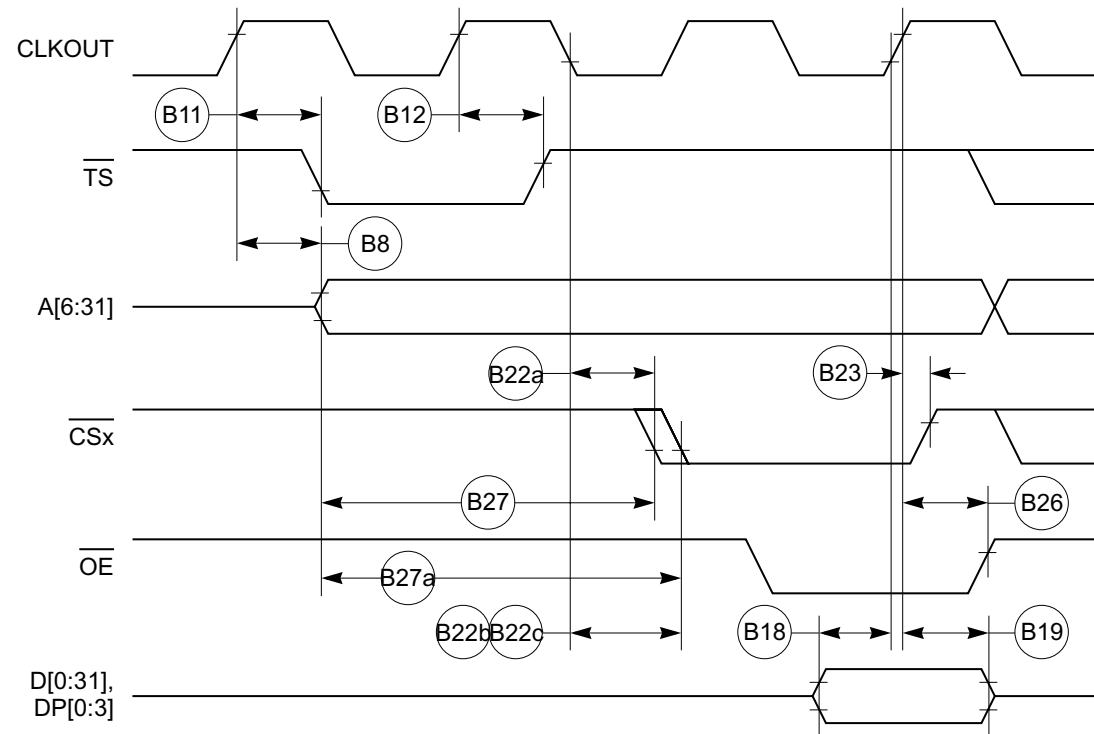 CLKOUT
B11
B12
TS
B8
A[6:31]
B22a
B23
CSx
B27
B26
OE
B27a
B22b
B22c
B18
B19
D[0:31],
DP[0:3]